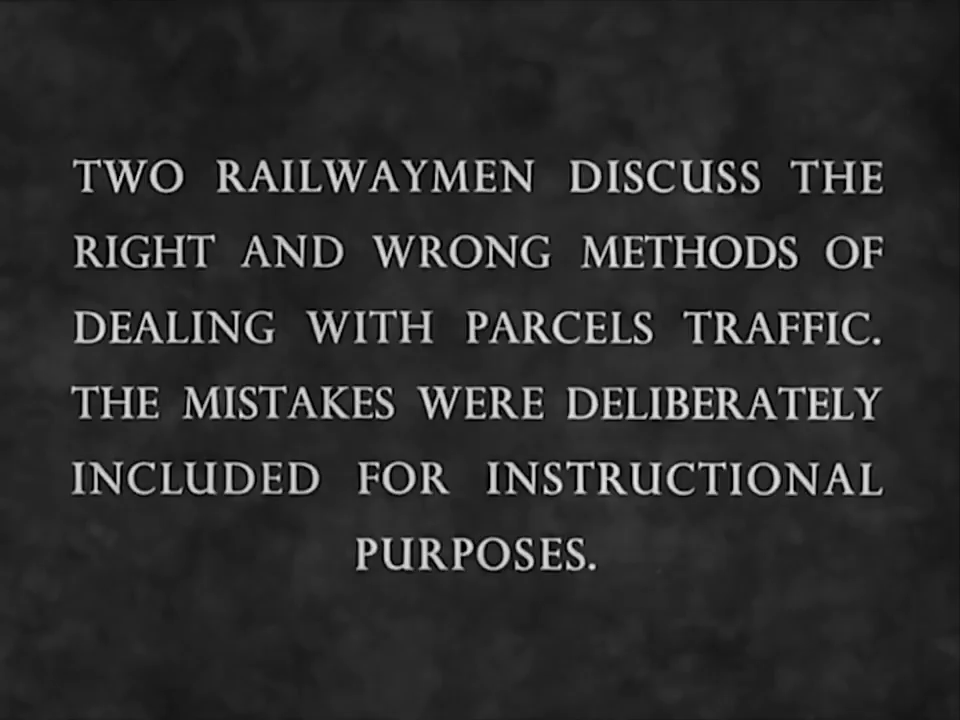 TWO RAILWAYMEN DISCUSS THE
RIGHT AND WRONG METHODS OF
DEALING WITH PARCELS TRAFFIC.
THE MISTAKES WERE DELIBERATELY
INCLUDED FOR INSTRUCTIONAL
PURPOSES.